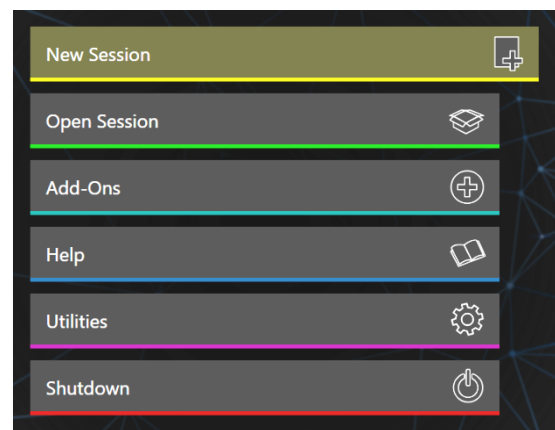 New Session
Open Session
Add-Ons
Help
Utilities
Shutdown